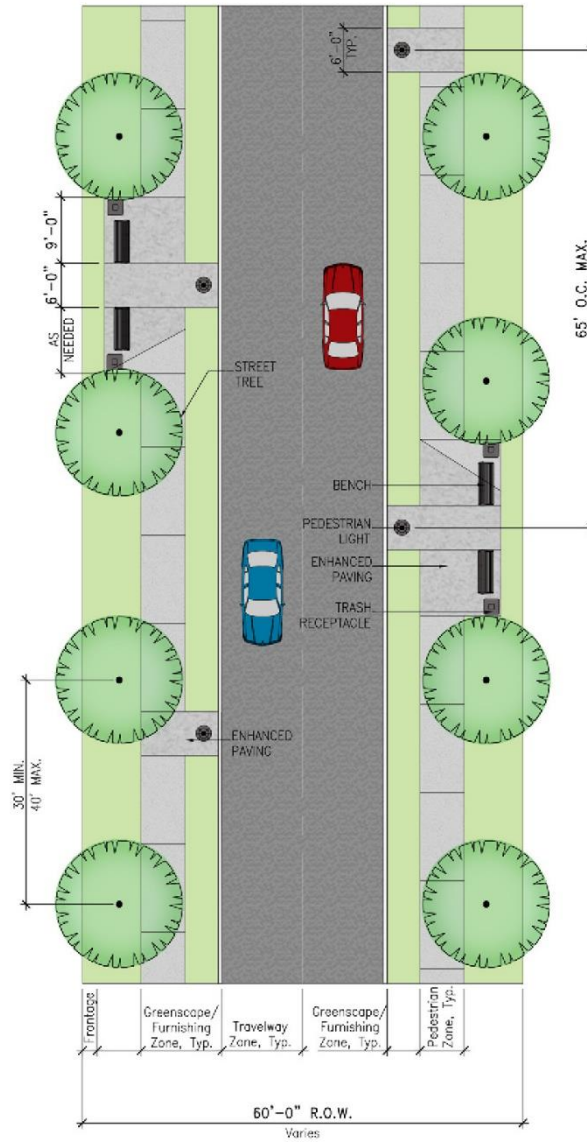 6'-0"
TYP.
9'-0"
6'-0"
AS
NEEDED
65' O.C. MAX.
STREET
TREE
BENCH
PEDESTRIAN
LIGHT
ENHANCED
PAVING
TRASH
RECEPTACLE
ENHANCED
PAVING
30' MIN.
40' MAX.
Frontage
Greenscape/
Furnishing
Zone, Typ.
Travelway
Zone, Typ.
Greenscape/
Furnishing
Zone, Typ.
Pedestrian
Zone, Typ.
60'-0" R.O.W.
Varies